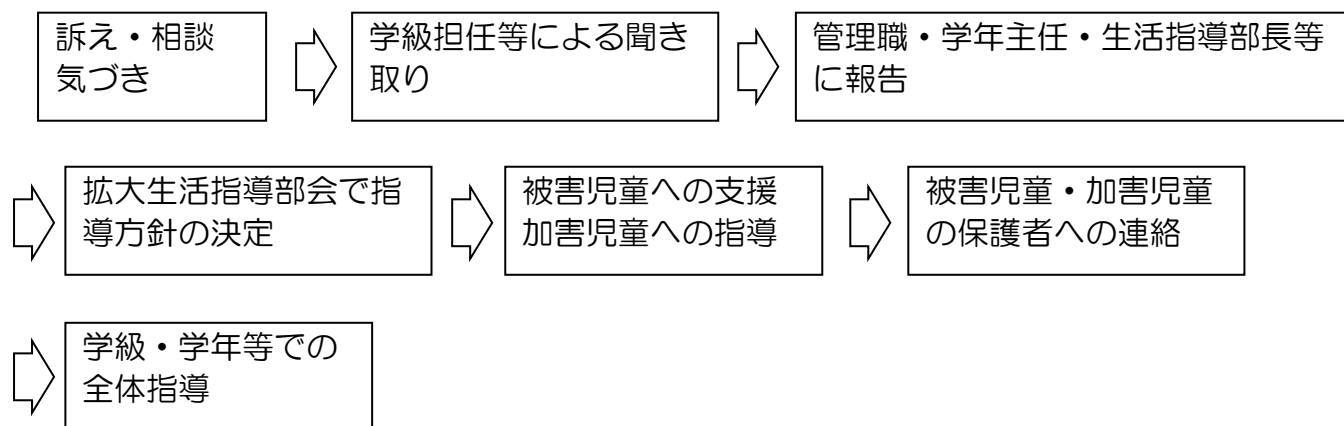 訴え・相談
気づき
学級担任等による聞き
取り
管理職・学年主任・生活指導部長等
に報告
拡大生活指導部会で指
導方針の決定
被害児童への支援
加害児童への指導
被害児童・加害児童
の保護者への連絡
学級・学年等での
全体指導